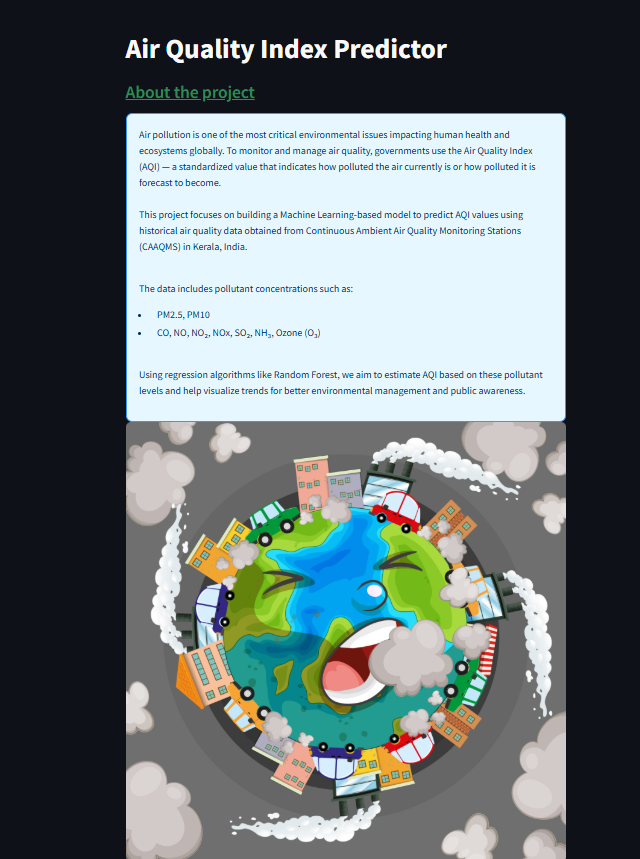 Air Quality Index Predictor
About the project
Air pollution is one of the most critical environmental issues impacting human health and
ecosystems globally. To monitor and manage air quality, governments use the Air Quality Index
(AQI) — a standardized value that indicates how polluted the air currently is or how polluted it is
forecast to become.
This project focuses on building a Machine Learning-based model to predict AQI values using
historical air quality data obtained from Continuous Ambient Air Quality Monitoring Stations
(CAAQMS) in Kerala, India.
The data includes pollutant concentrations such as:
• PM2.5, PM10
• CO, NO, NO₂, NOx, SO₂, NH₃, Ozone (O₃)
Using regression algorithms like Random Forest, we aim to estimate AQI based on these pollutant
levels and help visualize trends for better environmental management and public awareness.